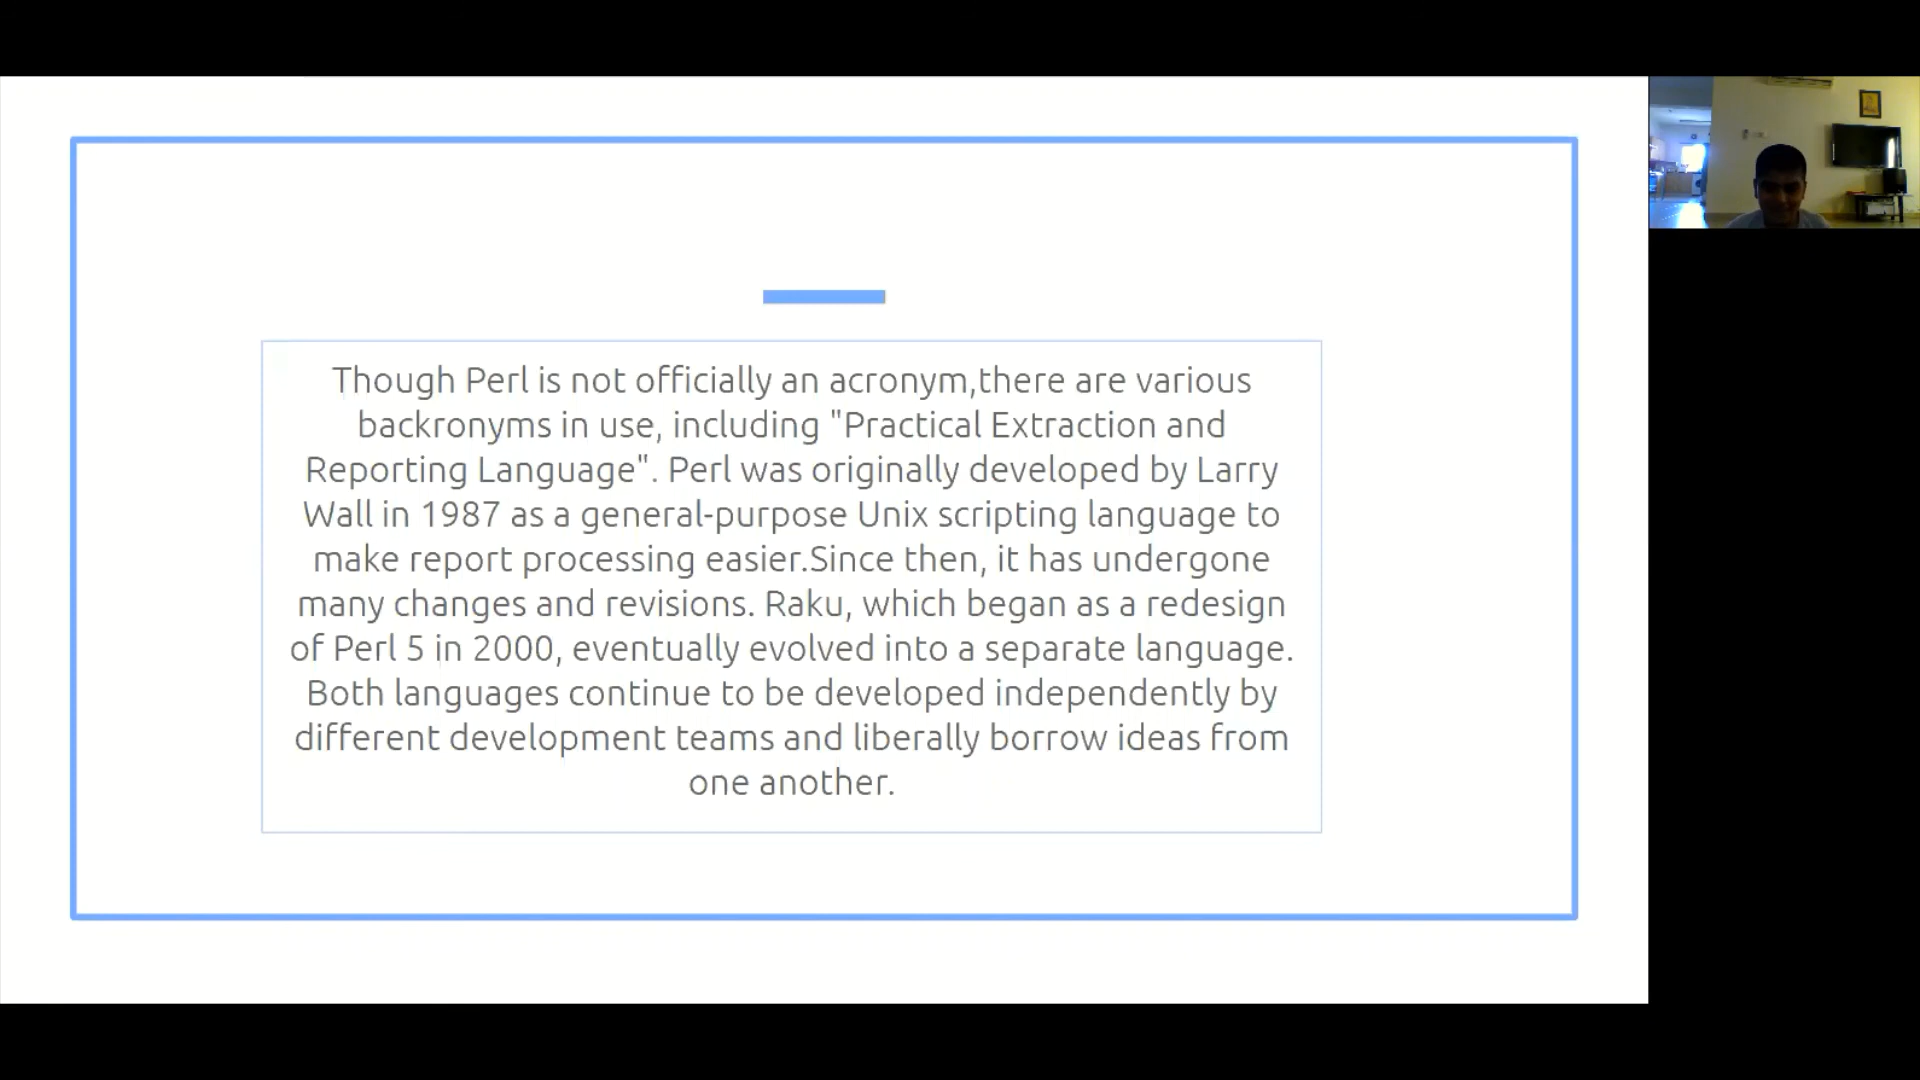 Though Perl is not officially an acronym,there are various
backronyms in use, including "Practical Extraction and
Reporting Language". Perl was originally developed by Larry
Wall in 1987 as a general-purpose Unix scripting language to
make report processing easier.Since then, it has undergone
many changes and revisions. Raku, which began as a redesign
of Perl 5 in 2000, eventually evolved into a separate language.
Both languages continue to be developed independently by
different development teams and liberally borrow ideas from
one another.